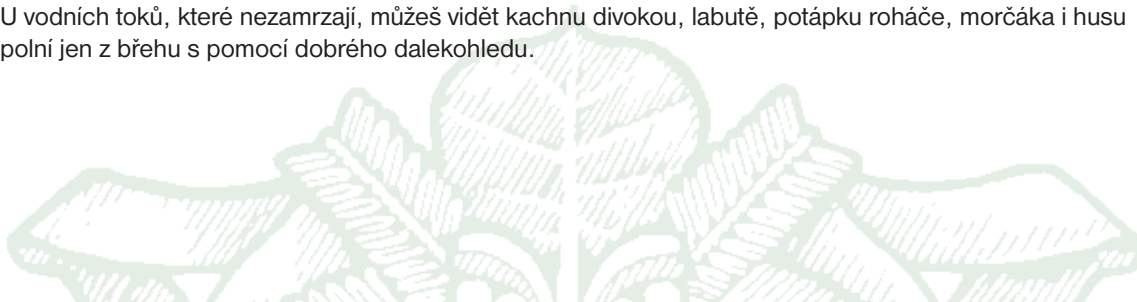 U vodních toků, které nezamrzají, můžeš vidět kachnu divokou, labutě, potápku roháče, morčáka i husu
polní jen z břehu s pomocí dobrého dalekohledu.